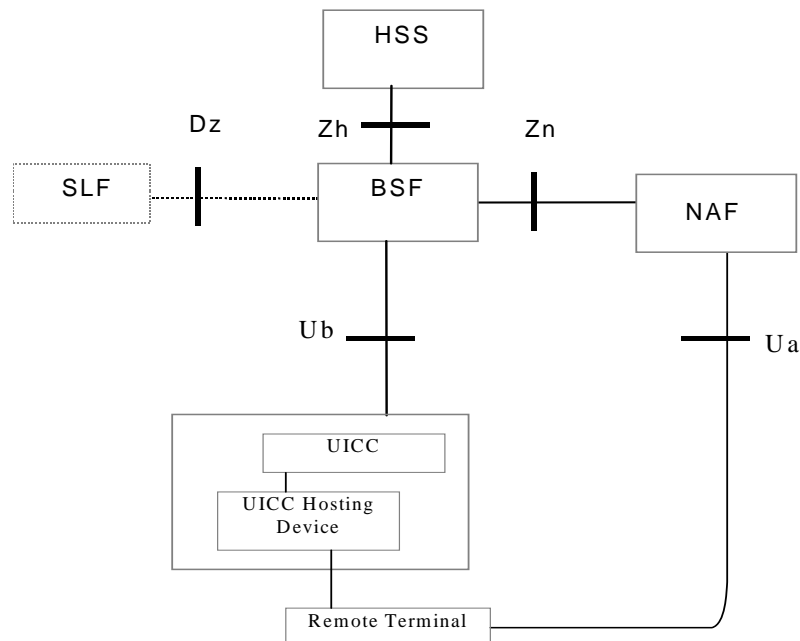 HSS
Dz
Zh
Zn
SLF
BSF
NAF
Ub
Ua
UICC
UICC Hosting
Device
Remote Terminal